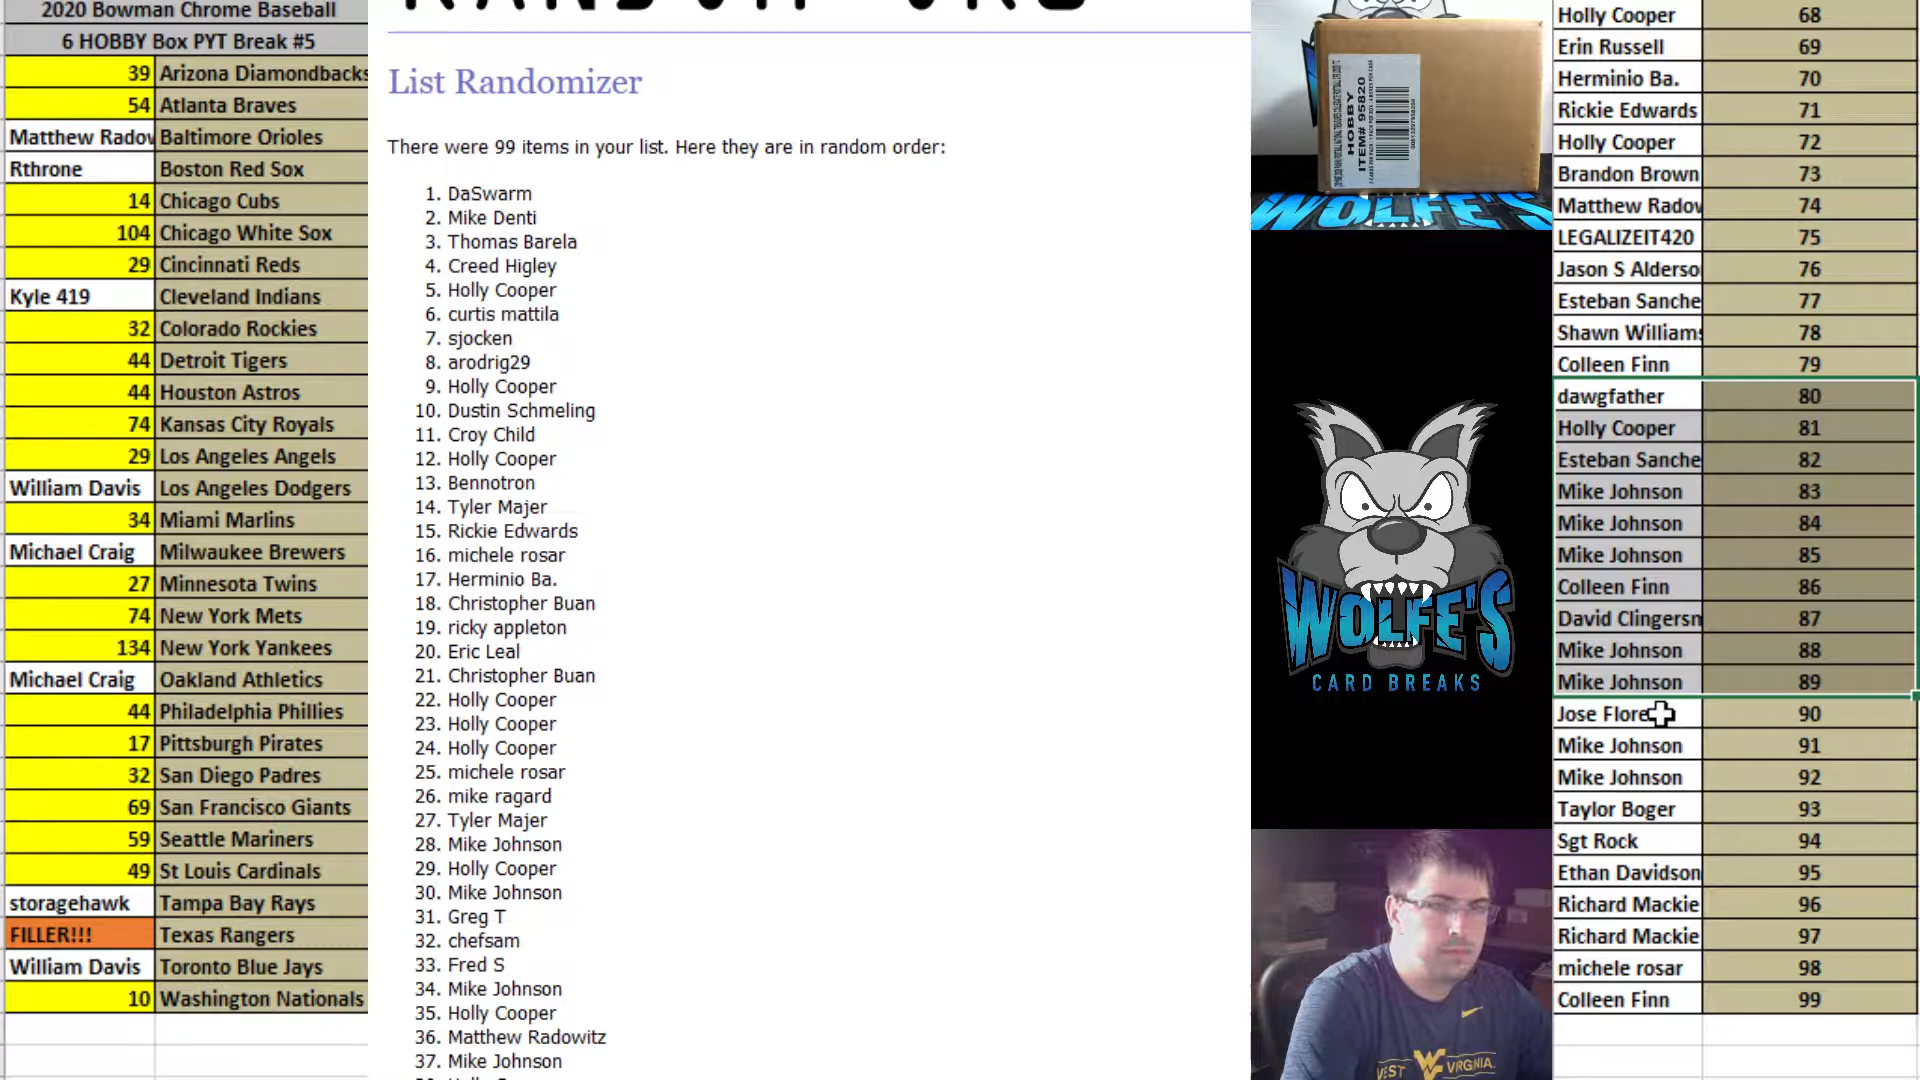 2020 Bowman Chrome Baseball
6 HOBBY Box PYT Break #5
39 Arizona Diamondbacks
54 Atlanta Braves
Matthew Radov Baltimore Orioles
Rthrone Boston Red Sox
14 Chicago Cubs
104 Chicago White Sox
29 Cincinnati Reds
Kyle 419 Cleveland Indians
32 Colorado Rockies
44 Detroit Tigers
44 Houston Astros
74 Kansas City Royals
29 Los Angeles Angels
William Davis Los Angeles Dodgers
34 Miami Marlins
Michael Craig Milwaukee Brewers
27 Minnesota Twins
74 New York Mets
134 New York Yankees
Michael Craig Oakland Athletics
44 Philadelphia Phillies
17 Pittsburgh Pirates
32 San Diego Padres
69 San Francisco Giants
59 Seattle Mariners
49 St Louis Cardinals
storagehawk Tampa Bay Rays
FILLER!!! Texas Rangers
William Davis Toronto Blue Jays
10 Washington Nationals
List Randomizer
There were 99 items in your list. Here they are in random order:
1. DaSwarm
2. Mike Denti
3. Thomas Barela
4. Creed Higley
5. Holly Cooper
6. curtis mattila
7. sjocken
8. arodrig29
9. Holly Cooper
10. Dustin Schmeling
11. Croy Child
12. Holly Cooper
13. Bennotron
14. Tyler Majer
15. Rickie Edwards
16. michele rosar
17. Herminio Ba.
18. Christopher Buan
19. ricky appleton
20. Eric Leal
21. Christopher Buan
22. Holly Cooper
23. Holly Cooper
24. Holly Cooper
25. michele rosar
26. mike ragard
27. Tyler Majer
28. Mike Johnson
29. Holly Cooper
30. Mike Johnson
31. Greg T
32. chefsam
33. Fred S
34. Mike Johnson
35. Holly Cooper
36. Matthew Radowitz
37. Mike Johnson
HOBBY
ITEM# 95820
WOLFE'S
WOLFE'S
CARD BREAKS
WEST VIRGINIA
Holly Cooper 68
Erin Russell 69
Herminio Ba. 70
Rickie Edwards 71
Holly Cooper 72
Brandon Brown 73
Matthew Radov 74
LEGALIZEIT420 75
Jason S Alderso 76
Esteban Sanche 77
Shawn Williams 78
Colleen Finn 79
dawgfather 80
Holly Cooper 81
Esteban Sanche 82
Mike Johnson 83
Mike Johnson 84
Mike Johnson 85
Colleen Finn 86
David Clingersm 87
Mike Johnson 88
Mike Johnson 89
Jose Flore 90
Mike Johnson 91
Mike Johnson 92
Taylor Boger 93
Sgt Rock 94
Ethan Davidson 95
Richard Mackie 96
Richard Mackie 97
michele rosar 98
Colleen Finn 99